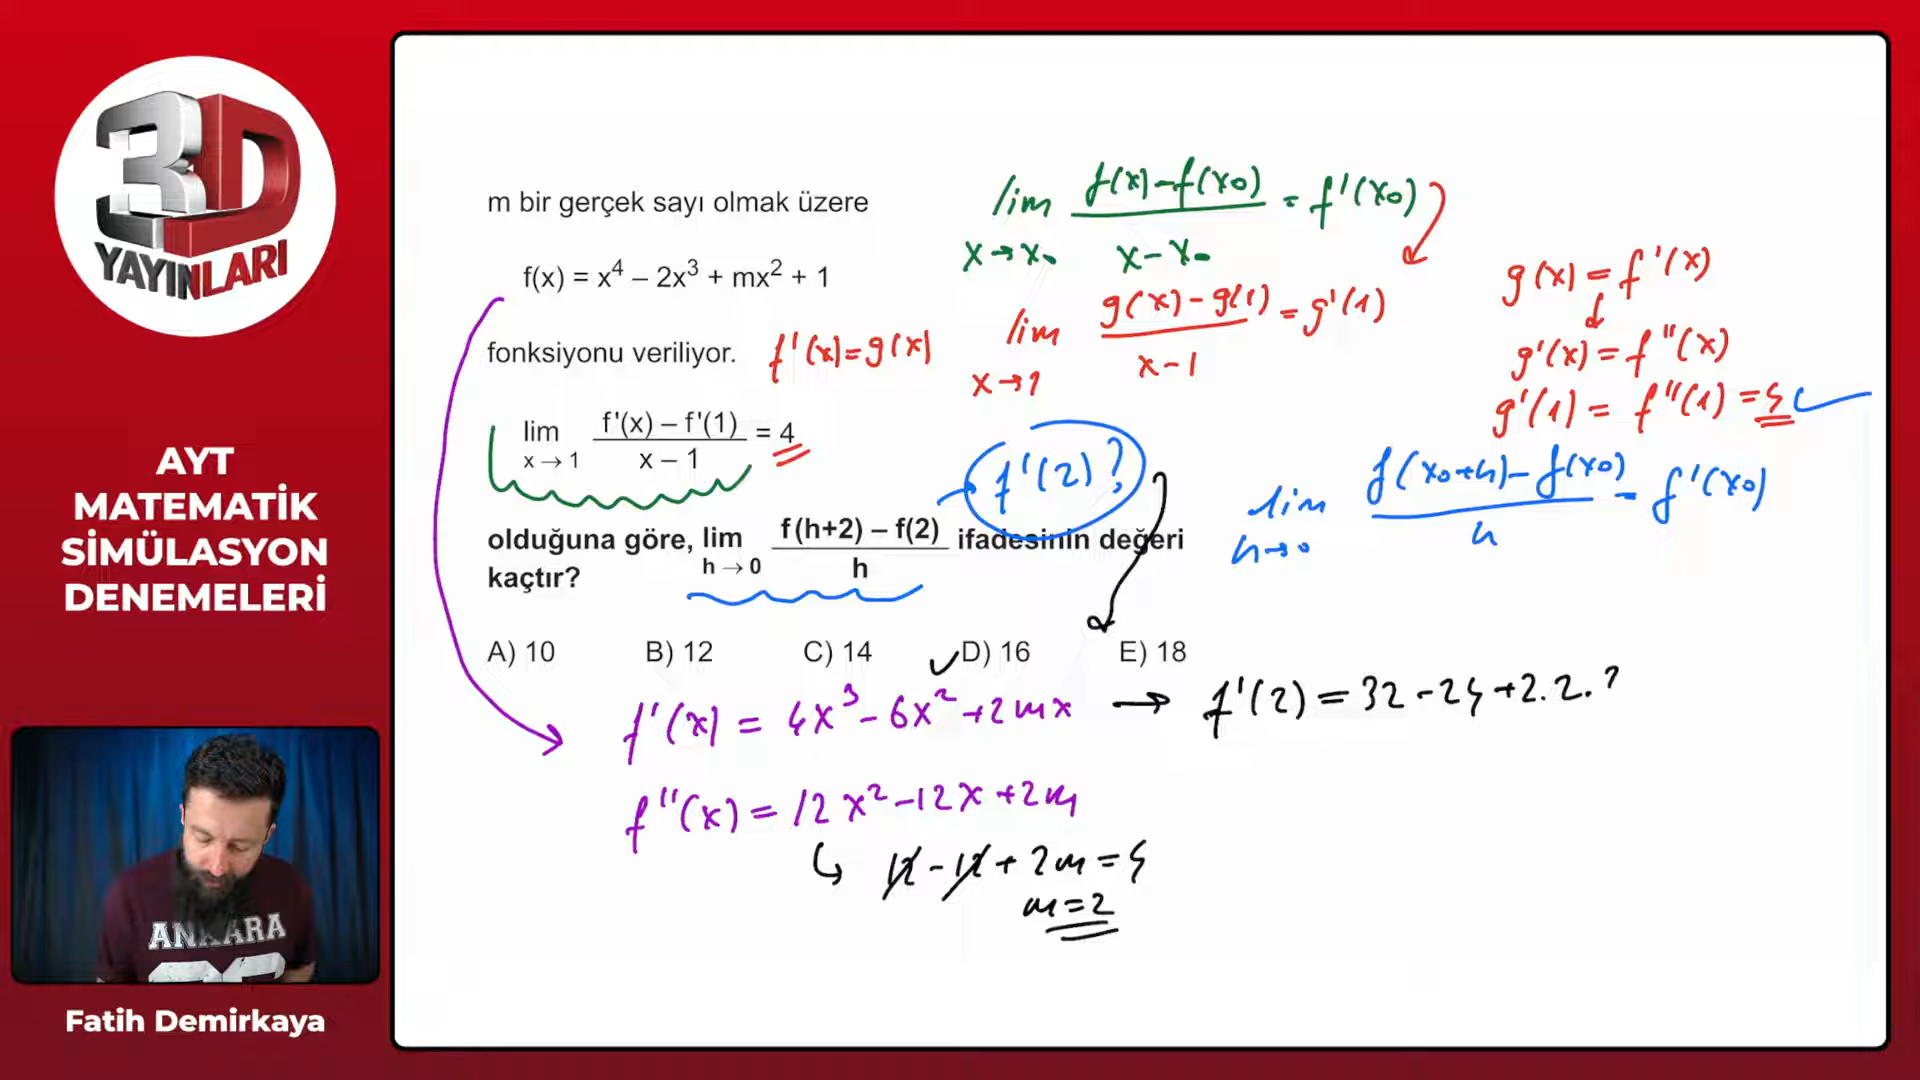 3D
YAYINLARI
AYT
MATEMATİK
SİMÜLASYON
DENEMELERİ
ANKARA
Fatih Demirkaya
m bir gerçek sayı olmak üzere
f(x) = x⁴ – 2x³ + mx² + 1
fonksiyonu veriliyor.
f'(x)=g(x)
lim x→1 (f'(x) – f'(1))/(x – 1) = 4
f'(2)?
olduğuna göre, lim h→0 (f(h+2) – f(2))/h ifadesinin değeri
kaçtır?
A) 10 B) 12 C) 14 D) 16 E) 18
lim x→x₀ (f(x)-f(x₀))/(x-x₀) = f'(x₀)
lim x→1 (g(x)-g(1))/(x-1) = g'(1)
g(x) = f'(x)
g'(x) = f''(x)
g'(1) = f''(1) = 4
lim h→0 (f(x₀+h)-f(x₀))/h = f'(x₀)
f'(x) = 4x³-6x²+2mx → f'(2) = 32-24+2.2.
f''(x) = 12x²-12x+2m
12-12+2m=4
m=2